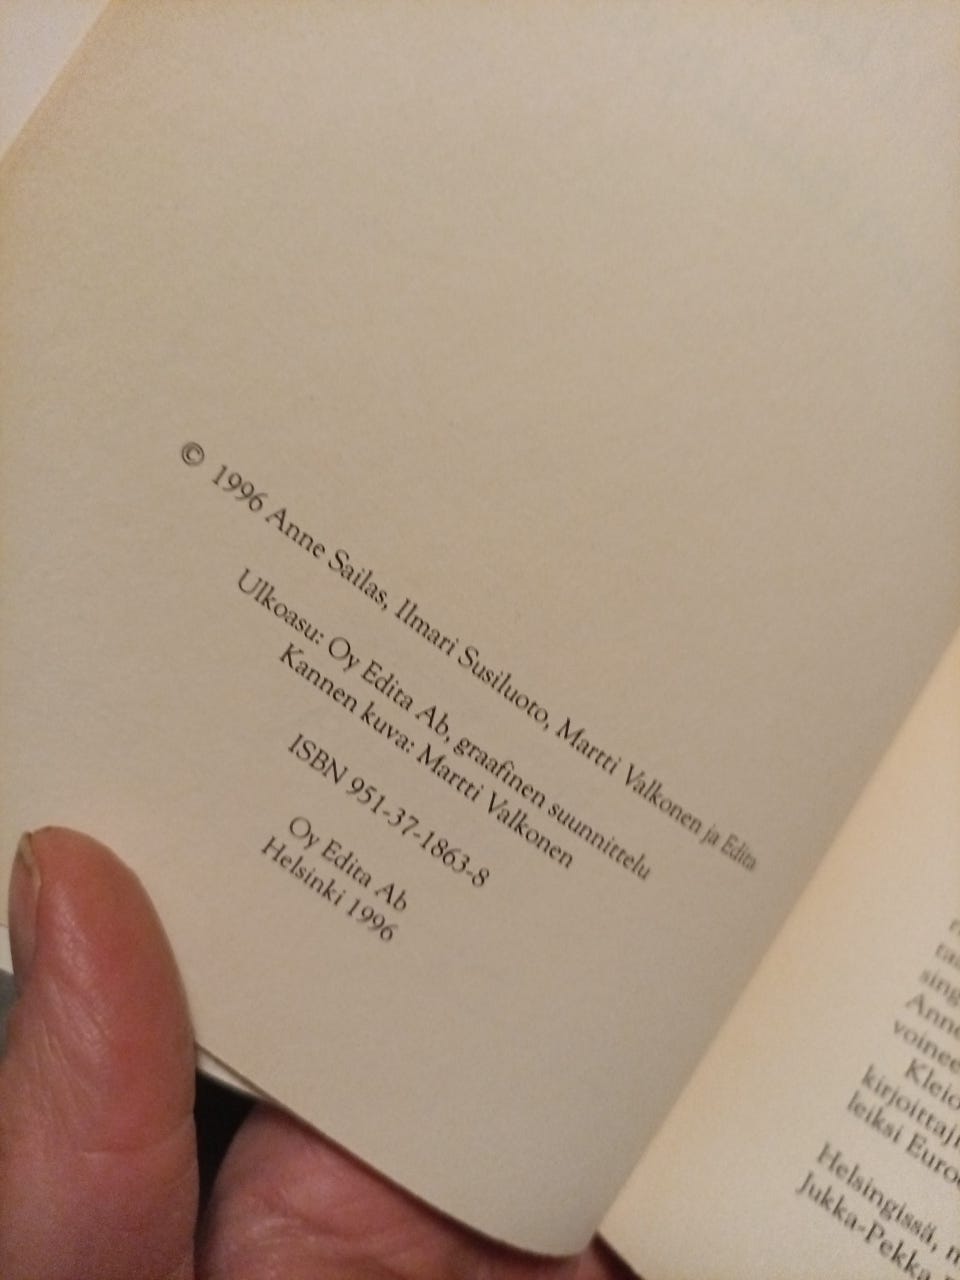 © 1996 Anne Sailas, Ilmari Susiluoto, Martti Valkonen ja Edita
Ulkoasu: Oy Edita Ab, graafinen suunnittelu
Kannen kuva: Martti Valkonen
ISBN 951-37-1863-8
Oy Edita Ab
Helsinki 1996
sing
Anne
voinee
Kleio
kirjoittaj
leiksi Euro
Helsingissä, m
Jukka-Pekka